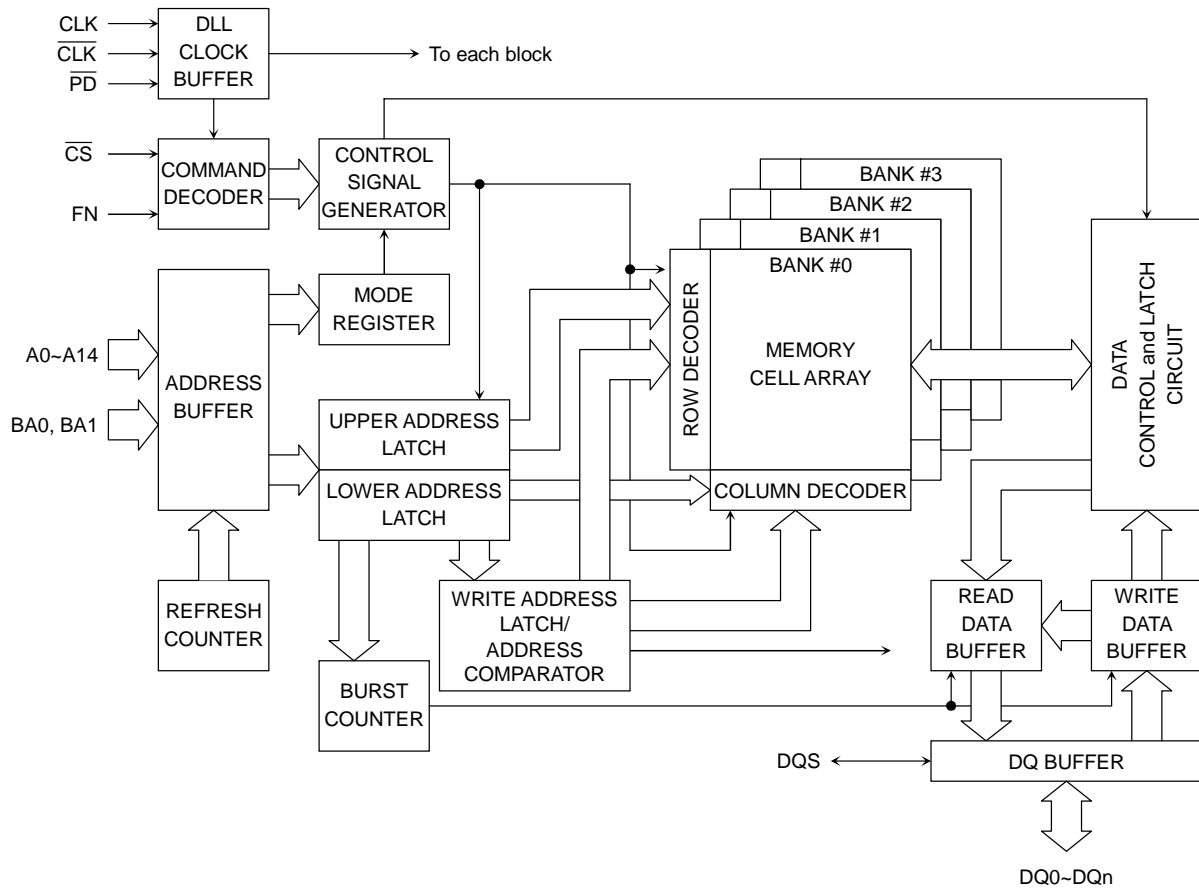 CLK
CLK
PD
DLL
CLOCK
BUFFER
To each block
CS
FN
COMMAND
DECODER
CONTROL
SIGNAL
GENERATOR
BANK #3
BANK #2
BANK #1
BANK #0
MODE
REGISTER
A0~A14
BA0, BA1
ADDRESS
BUFFER
UPPER ADDRESS
LATCH
LOWER ADDRESS
LATCH
ROW DECODER
MEMORY
CELL ARRAY
COLUMN DECODER
DATA
CONTROL and LATCH
CIRCUIT
REFRESH
COUNTER
WRITE ADDRESS
LATCH/
ADDRESS
COMPARATOR
BURST
COUNTER
READ
DATA
BUFFER
WRITE
DATA
BUFFER
DQS
DQ BUFFER
DQ0~DQn